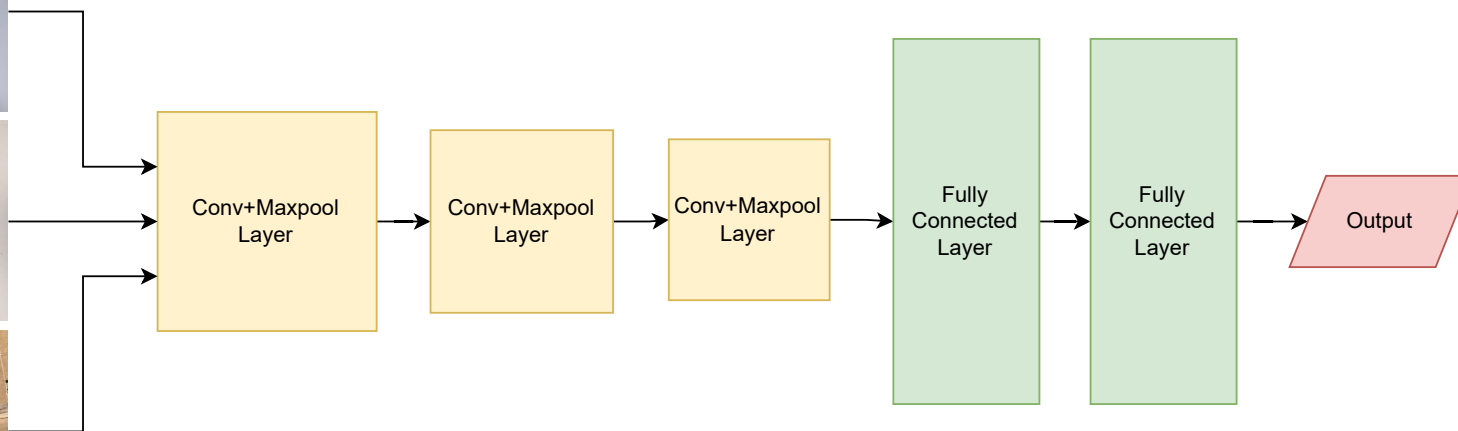 Conv+Maxpool
Layer
Conv+Maxpool
Layer
Conv+Maxpool
Layer
Fully
Connected
Layer
Fully
Connected
Layer
Output